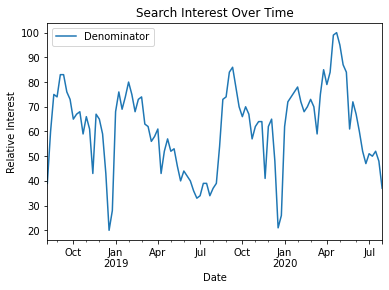 Search Interest Over Time
Denominator
Relative Interest
100
90
80
70
60
50
40
30
20
Oct
Jan
2019
Apr
Jul
Oct
Jan
2020
Apr
Jul
Date